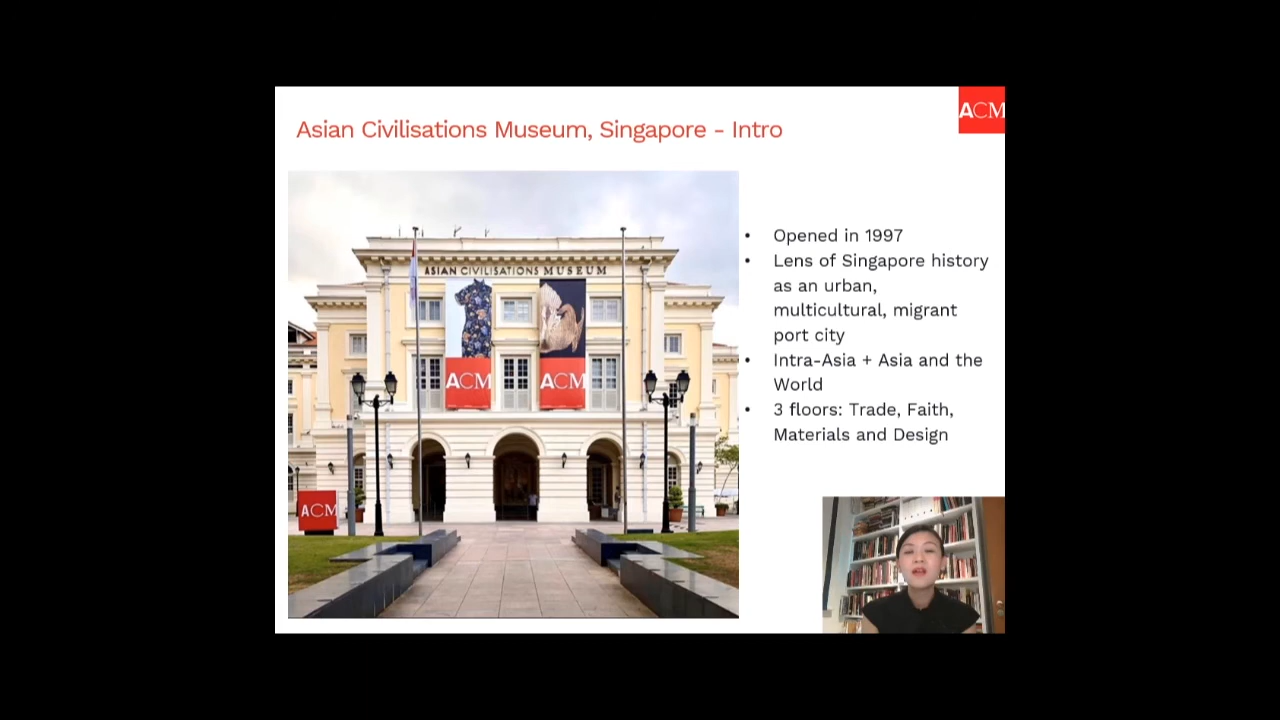 Asian Civilisations Museum, Singapore - Intro
ACM
ASIAN CIVILISATIONS MUSEUM
ACM
ACM
ACM
• Opened in 1997
• Lens of Singapore history
as an urban,
multicultural, migrant
port city
• Intra-Asia + Asia and the
World
• 3 floors: Trade, Faith,
Materials and Design